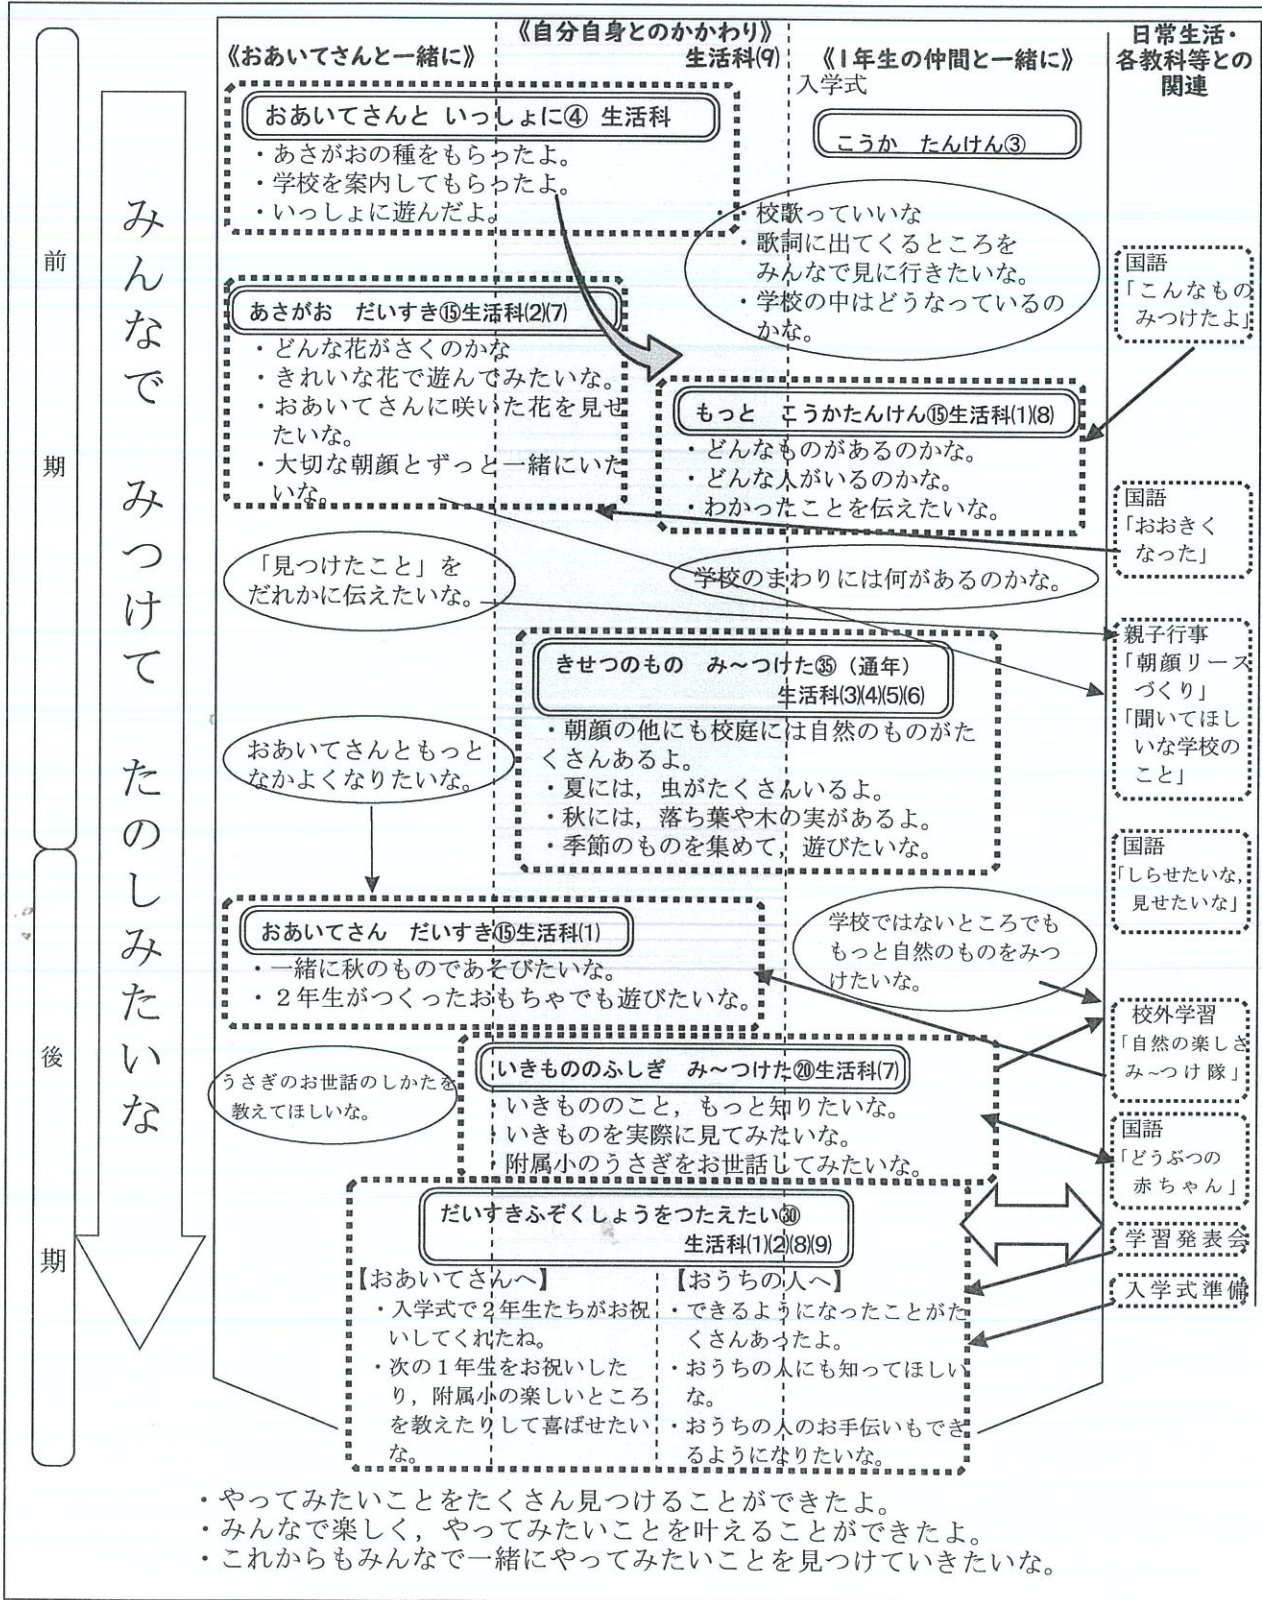 《自分自身とのかかわり》
生活科(9)
《おあいてさんと一緒に》
《1年生の仲間と一緒に》
日常生活・
各教科等との
関連
入学式
前期
後期
みんなで みつけて たのしみたいな
おあいてさんと いっしょに④ 生活科
・あさがおの種をもらったよ。
・学校を案内してもらったよ。
・いっしょに遊んだよ。
こうか たんけん③
・校歌っていいな
・歌詞に出てくるところを
みんなで見に行きたいな。
・学校の中はどうなっているの
かな。
国語
「こんなもの
みつけたよ」
あさがお だいすき⑮生活科(2)(7)
・どんな花がさくのかな
・きれいな花で遊んでみたいな。
・おあいてさんに咲いた花を見せ
たいな。
・大切な朝顔とずっと一緒にいた
いな。
もっと こうかたんけん⑮生活科(1)(8)
・どんなものがあるのかな。
・どんな人がいるのかな。
・わかったことを伝えたいな。
国語
「おおきく
なった」
「見つけたこと」を
だれかに伝えたいな。
学校のまわりには何があるのかな。
親子行事
「朝顔リース
づくり」
「聞いてほし
いな学校の
こと」
きせつのもの み～つけた㉟（通年）
生活科(3)(4)(5)(6)
・朝顔の他にも校庭には自然のものがた
くさんあるよ。
・夏には，虫がたくさんいるよ。
・秋には，落ち葉や木の実があるよ。
・季節のものを集めて，遊びたいな。
おあいてさんともっと
なかよくなりたいな。
国語
「しらせたいな,
見せたいな」
おあいてさん だいすき⑮生活科(1)
・一緒に秋のものであそびたいな。
・２年生がつくったおもちゃでも遊びたいな。
学校ではないところでも
もっと自然のものをみつ
けたいな。
校外学習
「自然の楽しさ
み~つけ隊」
うさぎのお世話のしかたを
教えてほしいな。
いきもののふしぎ み～つけた⑳生活科(7)
・いきもののこと，もっと知りたいな。
・いきものを実際に見てみたいな。
・附属小のうさぎをお世話してみたいな。
国語
「どうぶつの
赤ちゃん」
だいすきふぞくしょうをつたえたい㉚
生活科(1)(2)(8)(9)
学習発表会
入学式準備
【おあいてさんへ】
・入学式で２年生たちがお祝
いしてくれたね。
・次の１年生をお祝いした
り，附属小の楽しいところ
を教えたりして喜ばせたい
な。
【おうちの人へ】
・できるようになったことがた
くさんあったよ。
・おうちの人にも知ってほしい
な。
・おうちの人のお手伝いもでき
るようになりたいな。
・やってみたいことをたくさん見つけることができたよ。
・みんなで楽しく，やってみたいことを叶えることができたよ。
・これからもみんなで一緒にやってみたいことを見つけていきたいな。